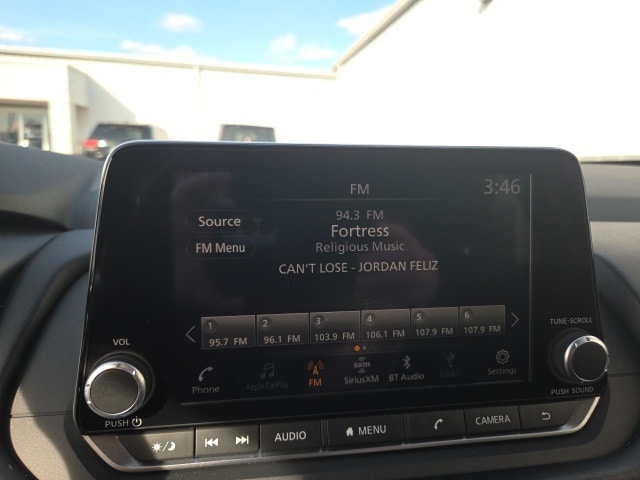 FM
3:46
94.3 FM
Source
Fortress
FM Menu
Religious Music
CAN'T LOSE - JORDAN FELIZ
1 2 3 4 5 6
95.7 FM 96.1 FM 103.9 FM 106.1 FM 107.9 FM 107.9 FM
Phone Apple CarPlay FM SiriusXM BT Audio USB Settings
VOL
TUNE•SCROLL
PUSH
PUSH SOUND
AUDIO MENU CAMERA